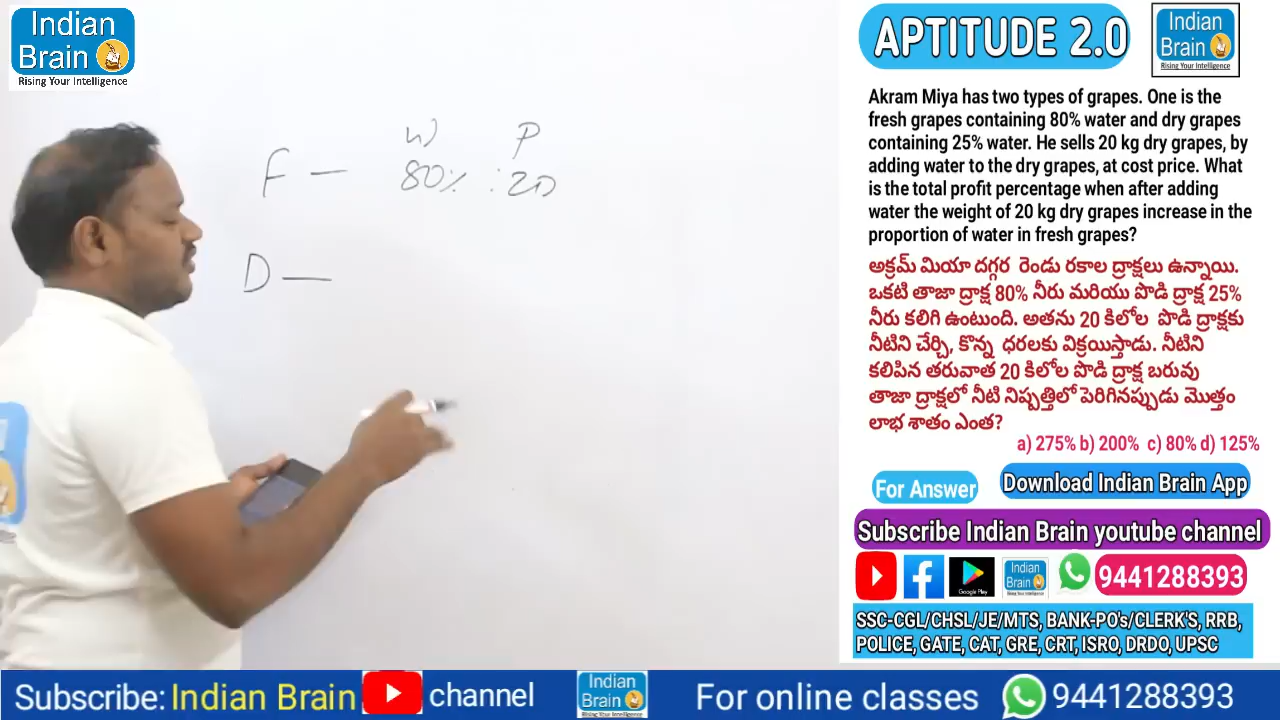 Indian
Brain
Rising Your Intelligence
W P
F — 80% : 20
D —
APTITUDE 2.0
Indian
Brain
Rising Your Intelligence
Akram Miya has two types of grapes. One is the
fresh grapes containing 80% water and dry grapes
containing 25% water. He sells 20 kg dry grapes, by
adding water to the dry grapes, at cost price. What
is the total profit percentage when after adding
water the weight of 20 kg dry grapes increase in the
proportion of water in fresh grapes?
అక్రమ్ మియా దగ్గర రెండు రకాల ద్రాక్షలు ఉన్నాయి.
ఒకటి తాజా ద్రాక్ష 80% నీరు మరియు పొడి ద్రాక్ష 25%
నీరు కలిగి ఉంటుంది. అతను 20 కిలోల పొడి ద్రాక్షకు
నీటిని చేర్చి, కొన్న ధరలకు విక్రయిస్తాడు. నీటిని
కలిపిన తరువాత 20 కిలోల పొడి ద్రాక్ష బరువు
తాజా ద్రాక్షలో నీటి నిష్పత్తిలో పెరిగినప్పుడు మొత్తం
లాభ శాతం ఎంత?
a) 275% b) 200% c) 80% d) 125%
For Answer
Download Indian Brain App
Subscribe Indian Brain youtube channel
Google Play
Indian
Brain
9441288393
SSC-CGL/CHSL/JE/MTS, BANK-PO's/CLERK'S, RRB,
POLICE, GATE, CAT, GRE, CRT, ISRO, DRDO, UPSC
Subscribe: Indian Brain channel
Indian
Brain
For online classes 9441288393